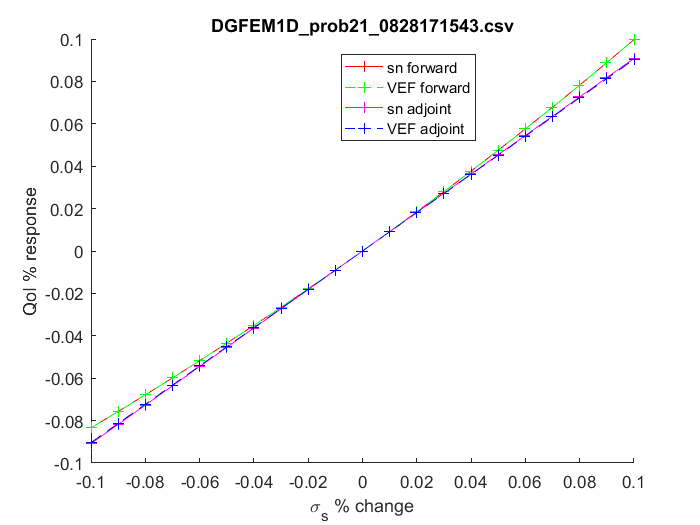 DGFEM1D_prob21_0828171543.csv
0.1
0.08
0.06
0.04
0.02
0
-0.02
-0.04
-0.06
-0.08
-0.1
QoI % response
sn forward
VEF forward
sn adjoint
VEF adjoint
-0.1 -0.08 -0.06 -0.04 -0.02 0 0.02 0.04 0.06 0.08 0.1
σs % change